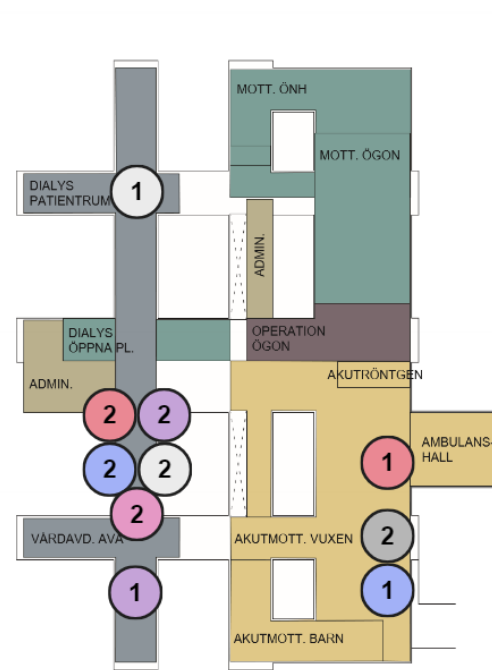 MOTT. ÖNH
MOTT. ÖGON
DIALYS
PATIENTRUM
1
ADMIN.
DIALYS
ÖPPNA PL.
OPERATION
ÖGON
ADMIN.
AKUTRÖNTGEN
2
2
AMBULANS-
HALL
1
2
2
2
VÅRDAVD. AVA
AKUTMOTT. VUXEN
2
1
1
AKUTMOTT. BARN